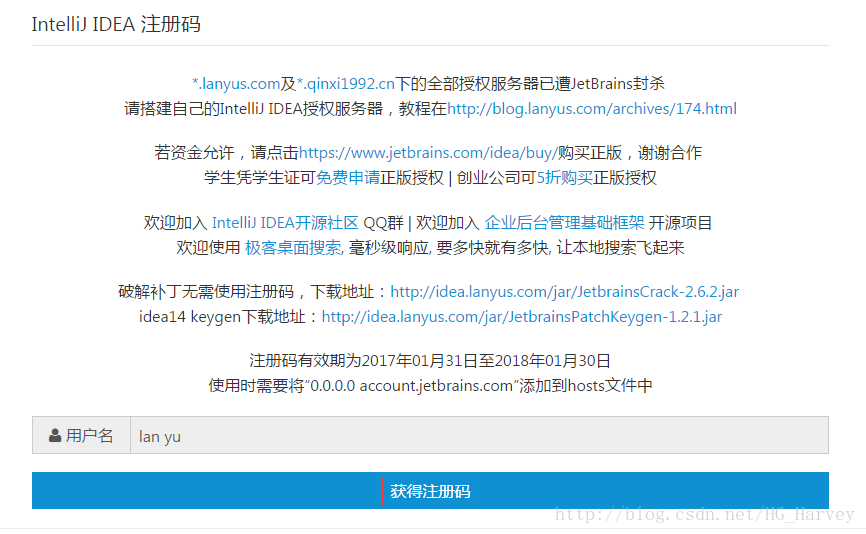 IntelliJ IDEA 注册码
*.lanyus.com及*.qinxi1992.cn下的全部授权服务器已遭JetBrains封杀
请搭建自己的IntelliJ IDEA授权服务器，教程在http://blog.lanyus.com/archives/174.html
若资金允许，请点击https://www.jetbrains.com/idea/buy/购买正版，谢谢合作
学生凭学生证可免费申请正版授权 | 创业公司可5折购买正版授权
欢迎加入 IntelliJ IDEA开源社区 QQ群 | 欢迎加入 企业后台管理基础框架 开源项目
欢迎使用 极客桌面搜索, 毫秒级响应, 要多快就有多快, 让本地搜索飞起来
破解补丁无需使用注册码，下载地址：http://idea.lanyus.com/jar/JetbrainsCrack-2.6.2.jar
idea14 keygen下载地址：http://idea.lanyus.com/jar/JetbrainsPatchKeygen-1.2.1.jar
注册码有效期为2017年01月31日至2018年01月30日
使用时需要将“0.0.0.0 account.jetbrains.com”添加到hosts文件中
用户名 lan yu
获得注册码
http://blog.csdn.net/HG_Harvey